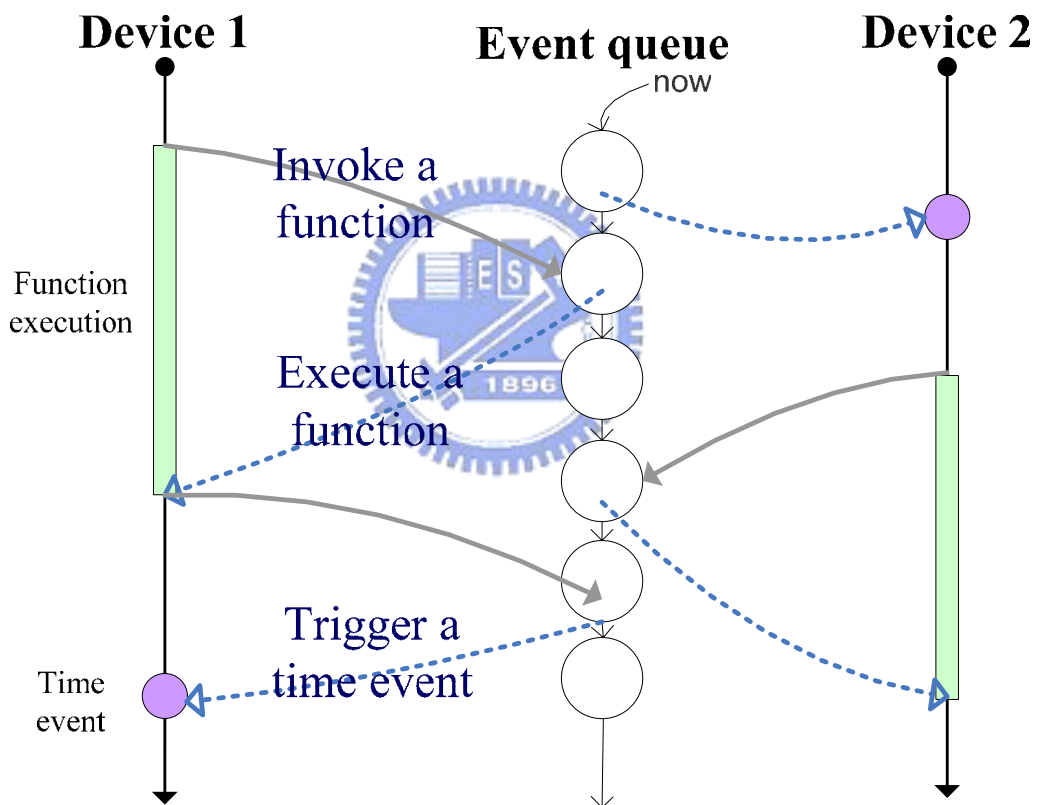 Device 1
Event queue
Device 2
now
Invoke a
function
E S
Function
execution
Execute a
function
1896
Trigger a
time event
Time
event